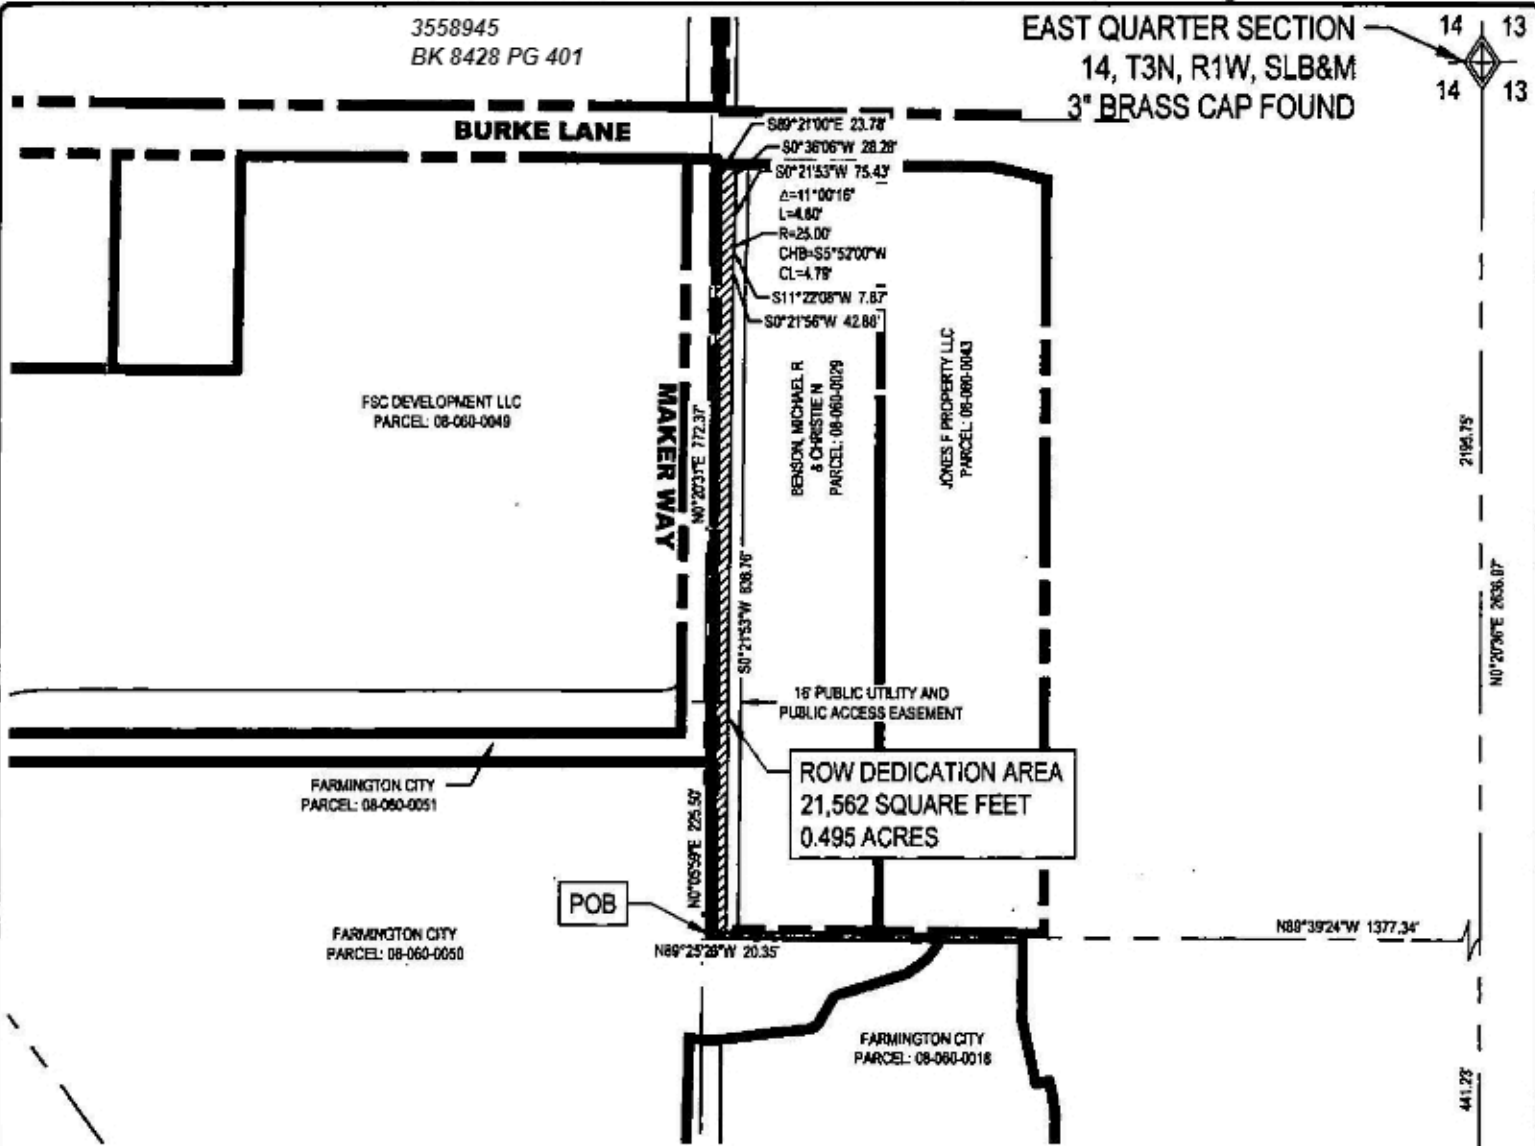 3558945
BK 8428 PG 401
EAST QUARTER SECTION
14, T3N, R1W, SLB&M
3" BRASS CAP FOUND
14 13
14 13
BURKE LANE
S89°21'00"E 23.78'
S0°36'06"W 28.28'
S0°21'53"W 75.43'
Δ=11°00'16"
L=4.80'
R=25.00'
CHB=S5°52'00"W
CL=4.79'
S11°22'08"W 7.87'
S0°21'56"W 42.88'
FSC DEVELOPMENT LLC
PARCEL: 08-060-0049
MAKER WAY
N0°20'31"E 772.37'
BENSON, MICHAEL R
& CHRISTIE N
PARCEL: 08-060-0029
JONES F PROPERTY LLC
PARCEL: 08-060-0043
2195.75'
N0°20'36"E 2636.97'
S0°21'53"W 838.76'
16' PUBLIC UTILITY AND
PUBLIC ACCESS EASEMENT
ROW DEDICATION AREA
21,562 SQUARE FEET
0.495 ACRES
FARMINGTON CITY
PARCEL: 08-060-0051
N0°05'59"E 225.50'
POB
FARMINGTON CITY
PARCEL: 08-060-0050
N89°25'26"W 20.35'
N89°39'24"W 1377.34'
FARMINGTON CITY
PARCEL: 08-060-0018
441.23'